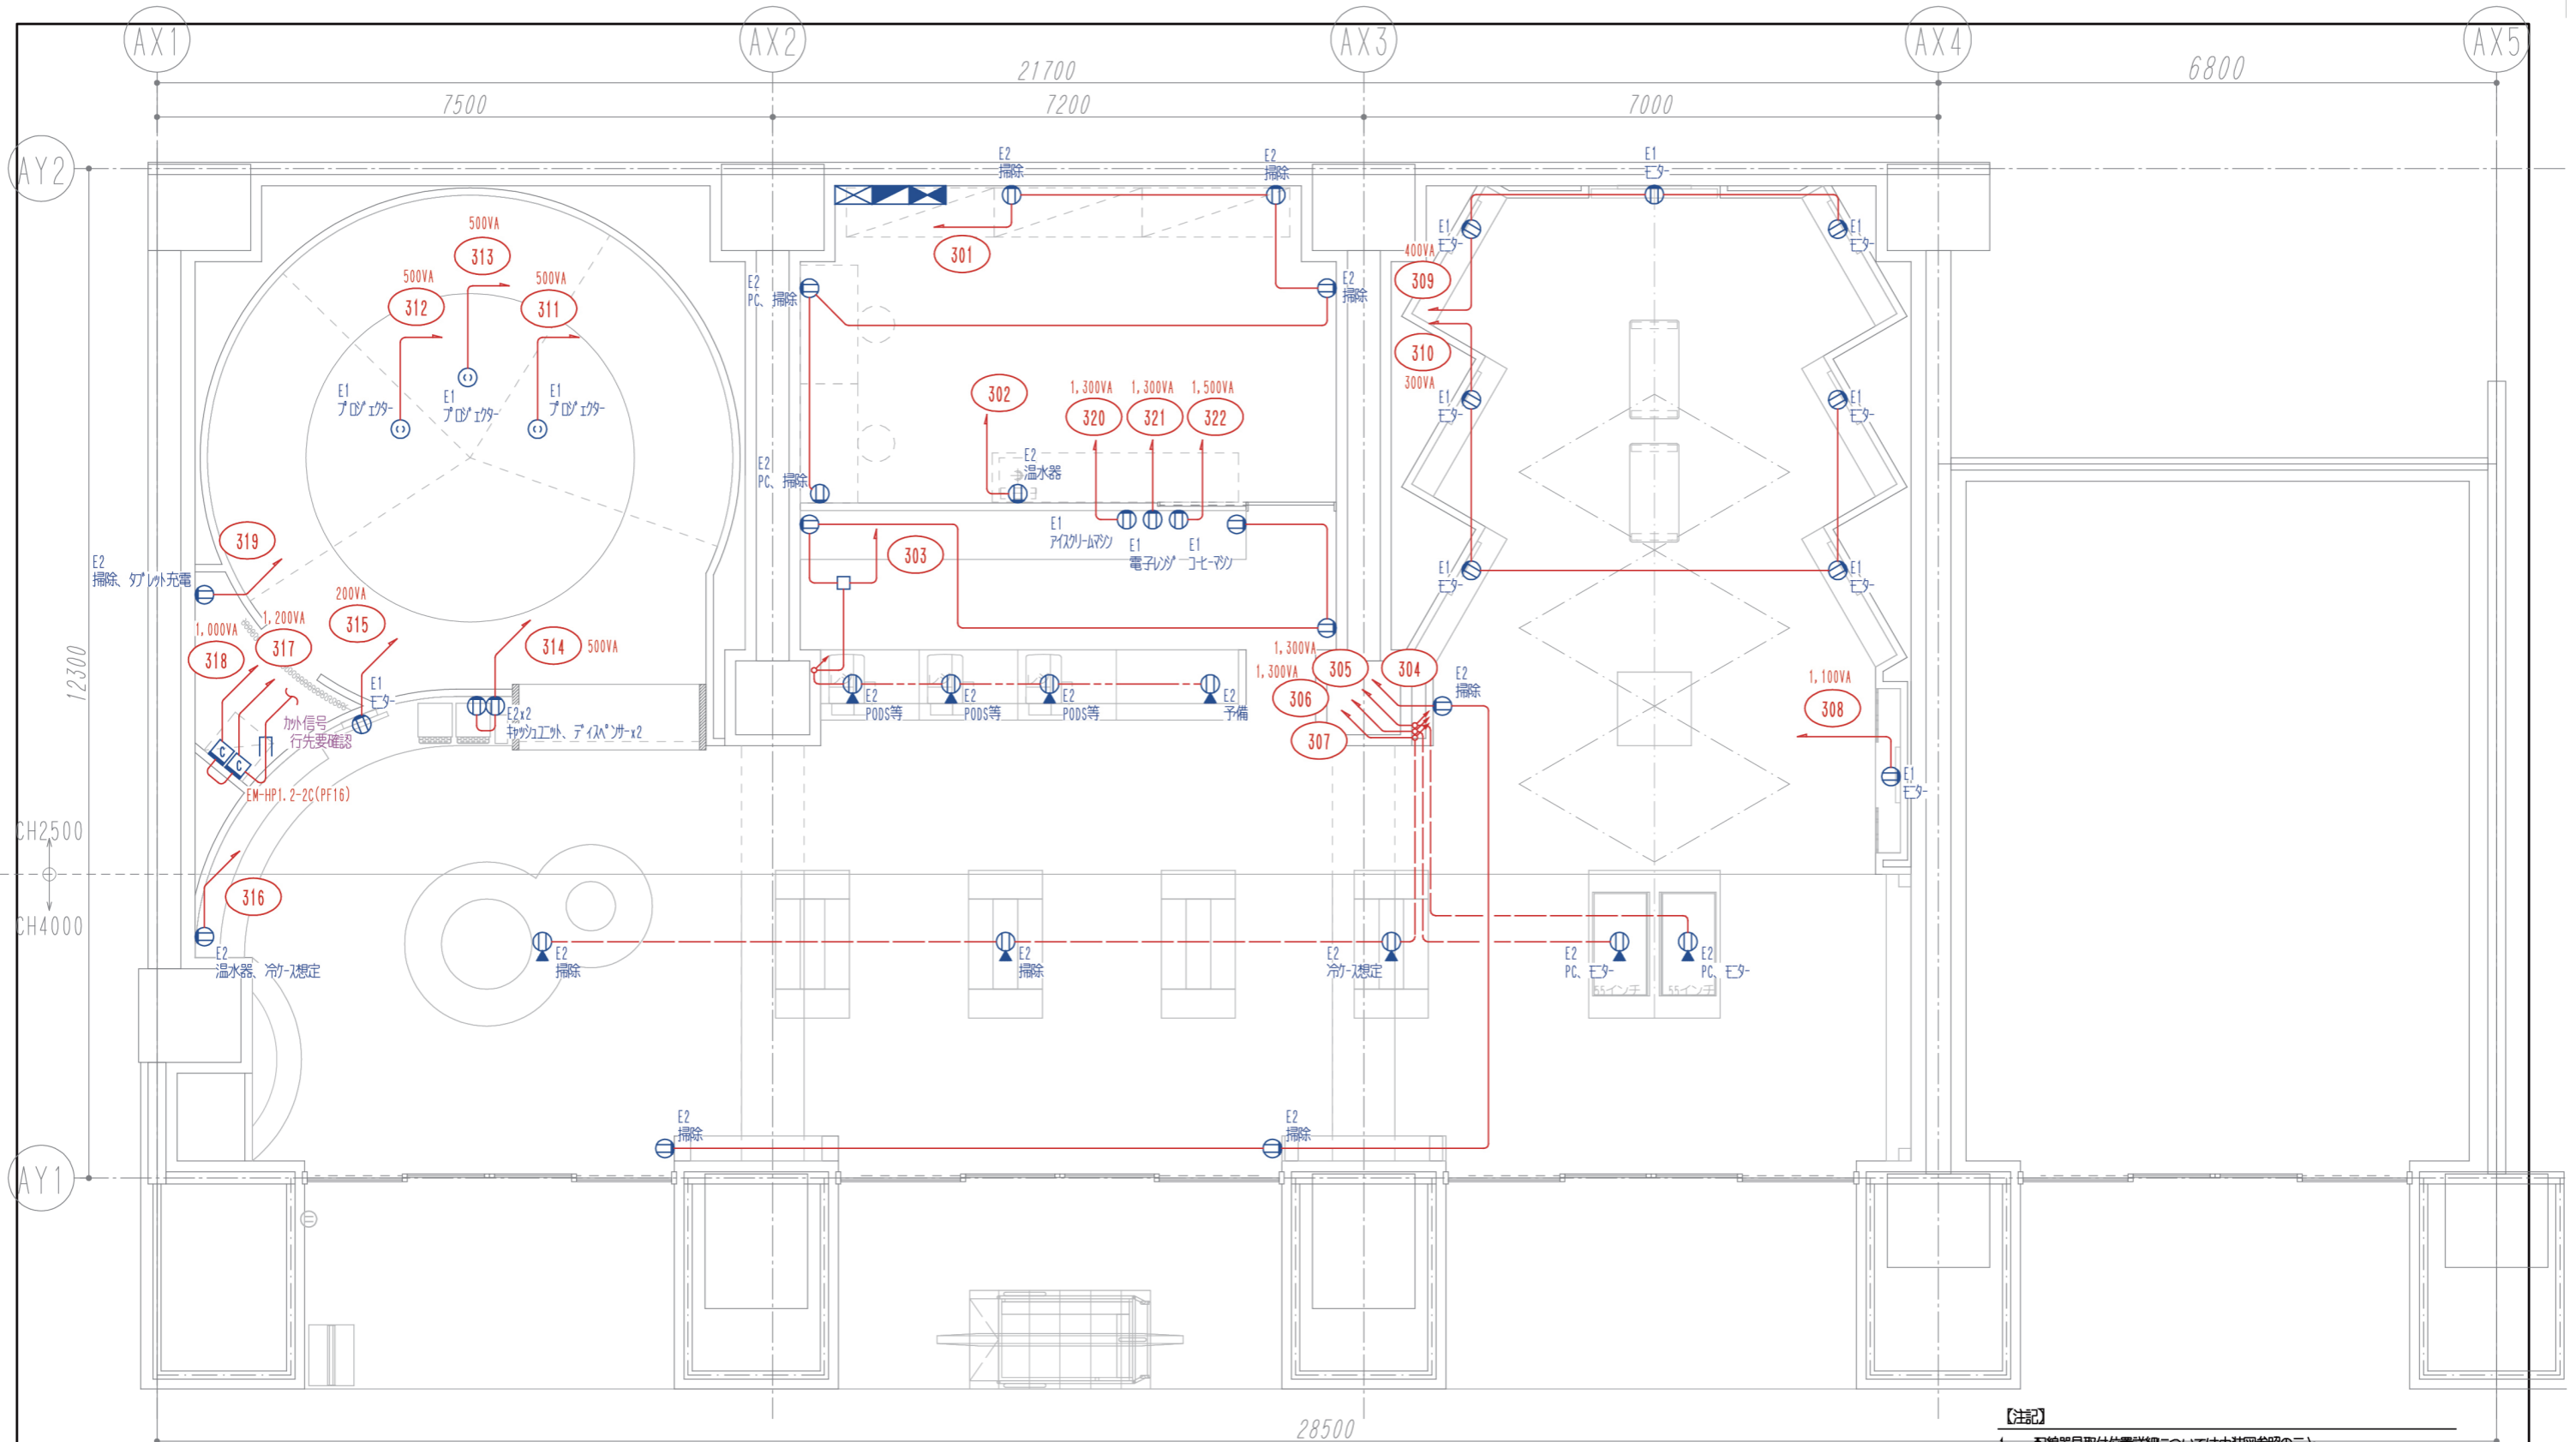 AX1
AX2
AX3
AX4
AX5
21700
6800
7500
7200
7000
AY2
E2
掃除
E2
掃除
E1
モニター
500VA
313
500VA
312
500VA
311
301
E1
モニター
E1
モニター
400VA
309
E2
PC、掃除
E2
掃除
310
300VA
E1
プロジェクター
E1
プロジェクター
E1
プロジェクター
302
1,300VA
320
1,300VA
321
1,500VA
322
E1
モニター
E1
モニター
E2
PC、掃除
E2
温水器
E1
アイスクリームマシン
E1
電子レンジ
E1
コーヒーマシン
319
303
E2
掃除、タブレット充電
E1
モニター
E1
モニター
200VA
315
1,200VA
317
1,000VA
318
314
500VA
12300
1,300VA
305
304
1,300VA
306
307
E2
掃除
1,100VA
308
E1
モニター
E2x2
キャッシュユニット、ディスペンサーx2
E2
PODS等
E2
PODS等
E2
PODS等
E2
予備
カット信号
行先要確認
C
C
EM-HP1.2-2C(PF16)
E1
モニター
CH2500
CH4000
316
E2
温水器、冷ケース想定
E2
掃除
E2
掃除
E2
冷ケース想定
E2
PC、モニター
E2
PC、モニター
55インチ
55インチ
E2
掃除
E2
掃除
AY1
28500
【注記】